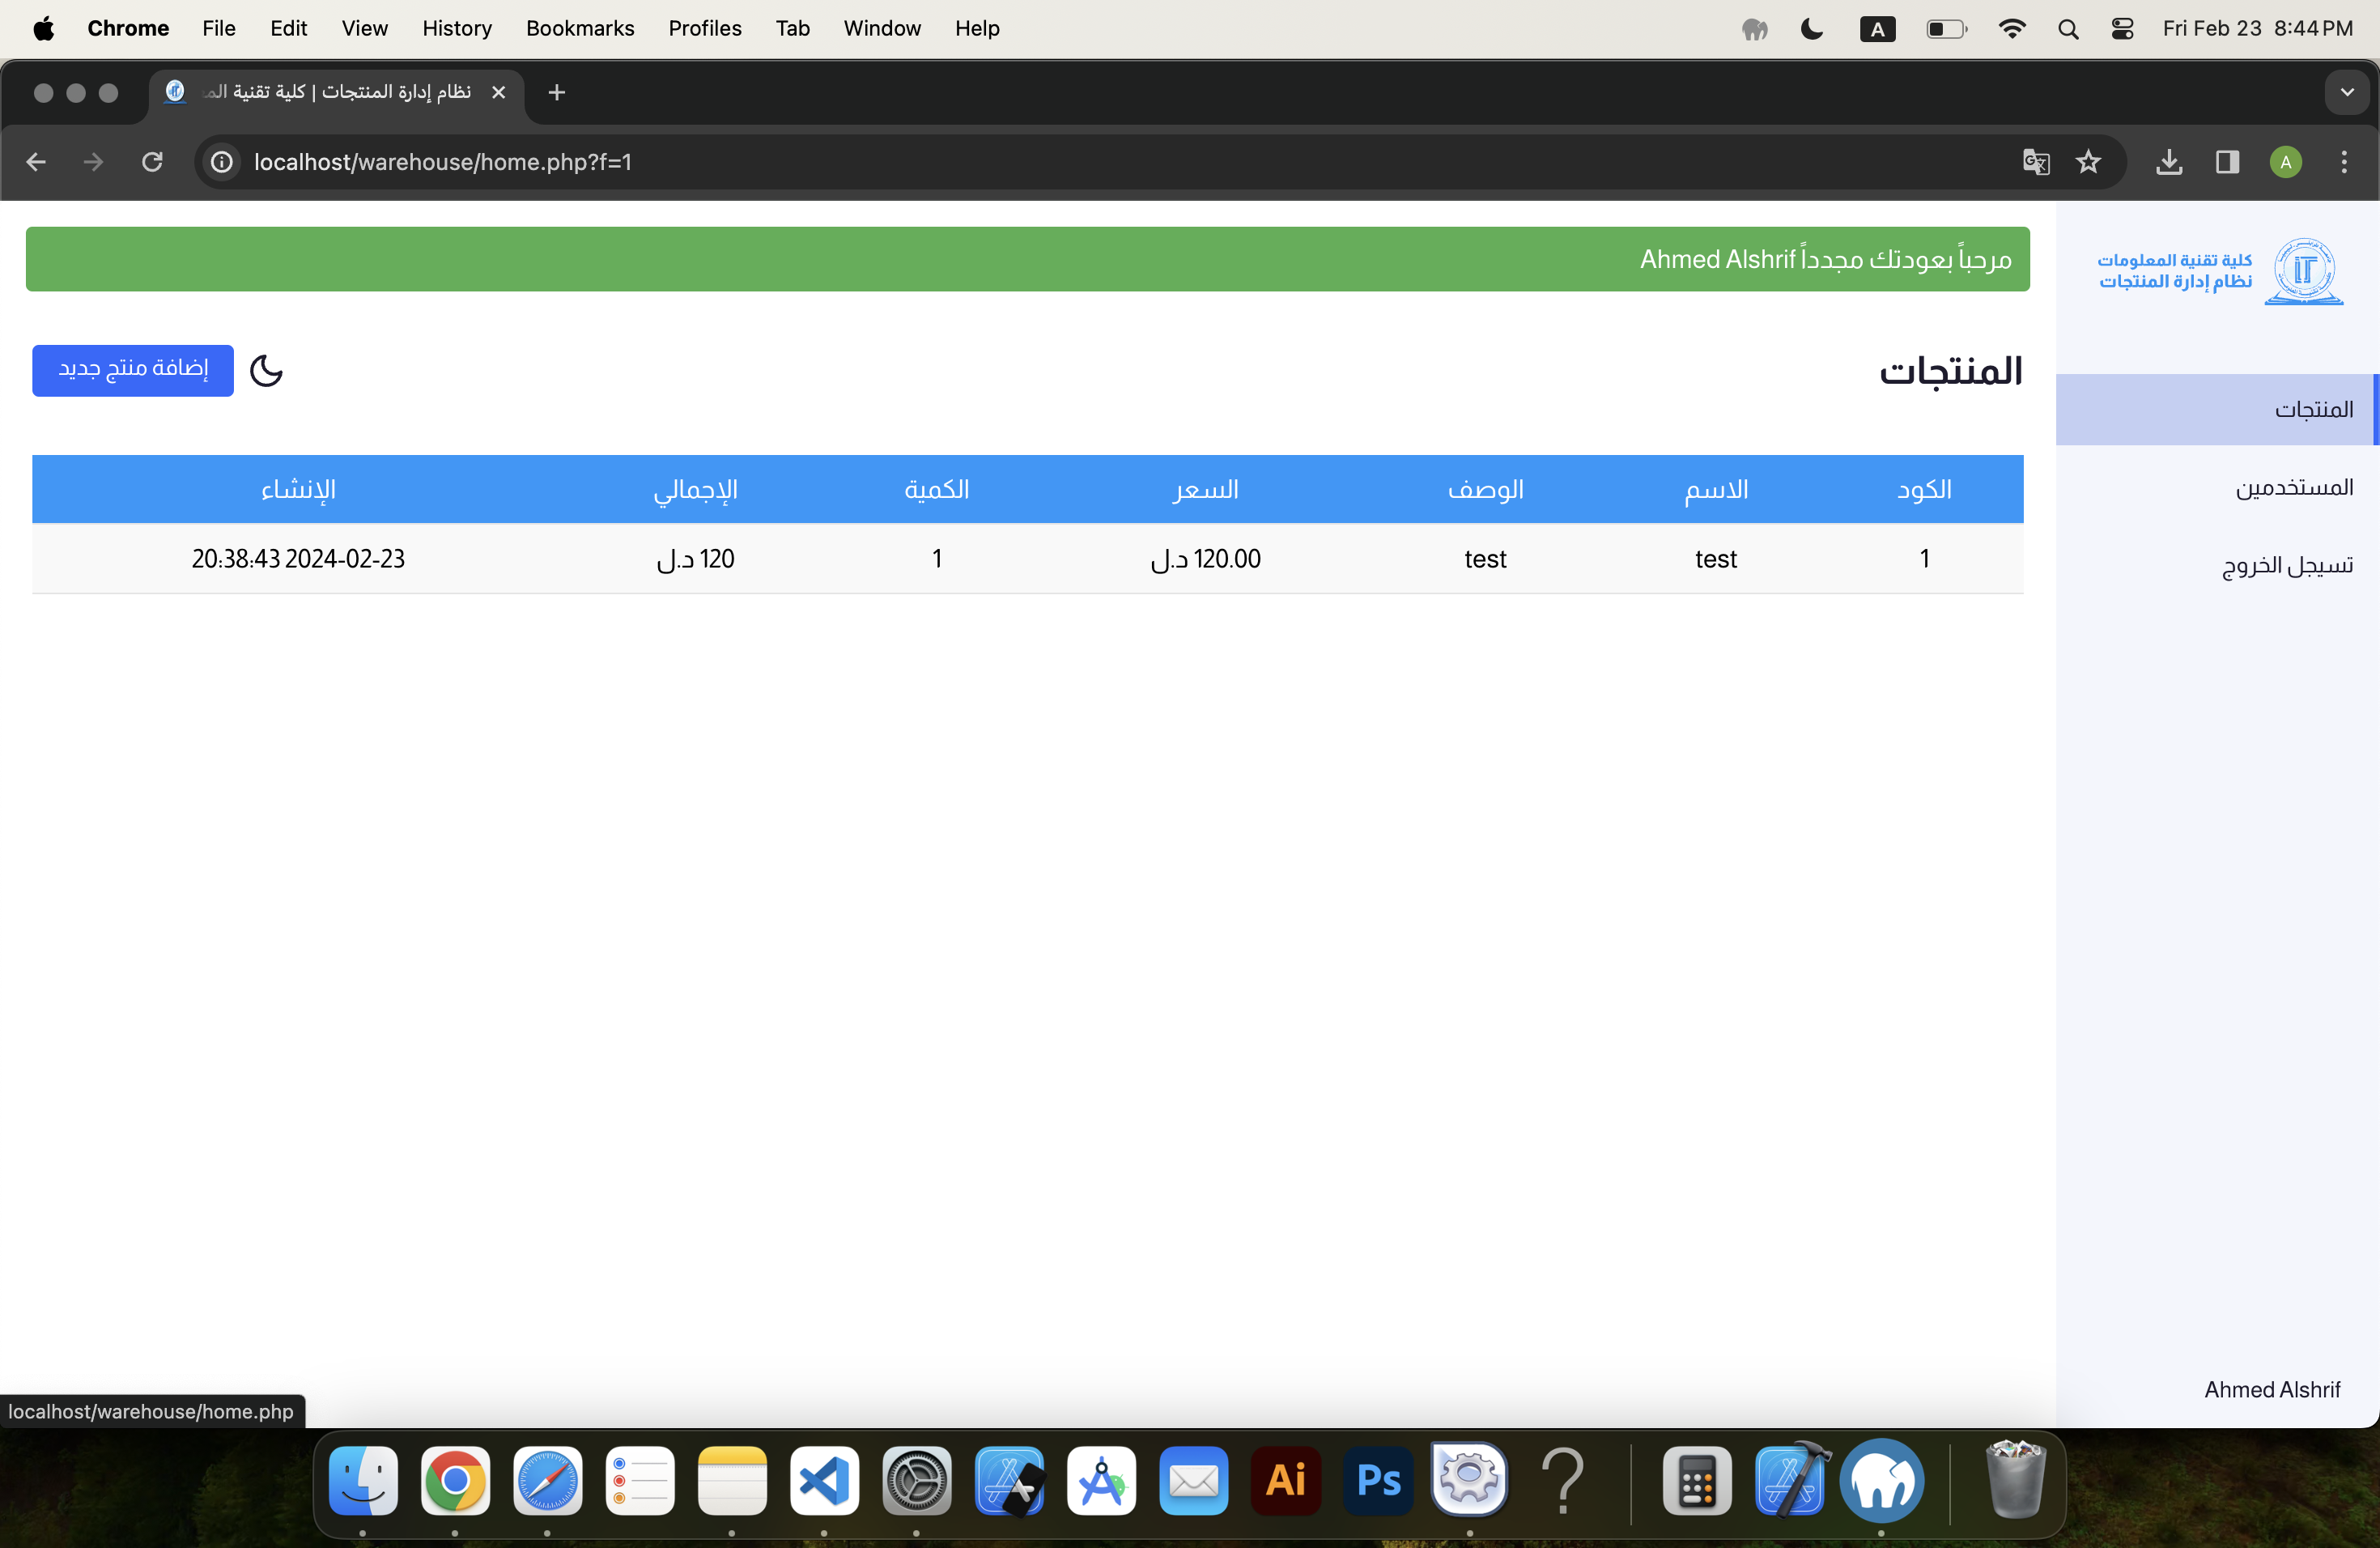 Chrome File Edit View History Bookmarks Profiles Tab Window Help A Fri Feb 23 8:44 PM
نظام إدارة المنتجات | كلية تقنية المع
localhost/warehouse/home.php?f=1 A
كلية تقنية المعلومات
نظام إدارة المنتجات
مرحباً بعودتك مجدداً Ahmed Alshrif
المنتجات
المستخدمين
تسيجل الخروج
المنتجات
إضافة منتج جديد
الكود الاسم الوصف السعر الكمية الإجمالي الإنشاء
1 test test 120.00 د.ل 1 120 د.ل 2024-02-23 20:38:43
Ahmed Alshrif
localhost/warehouse/home.php
Ai Ps